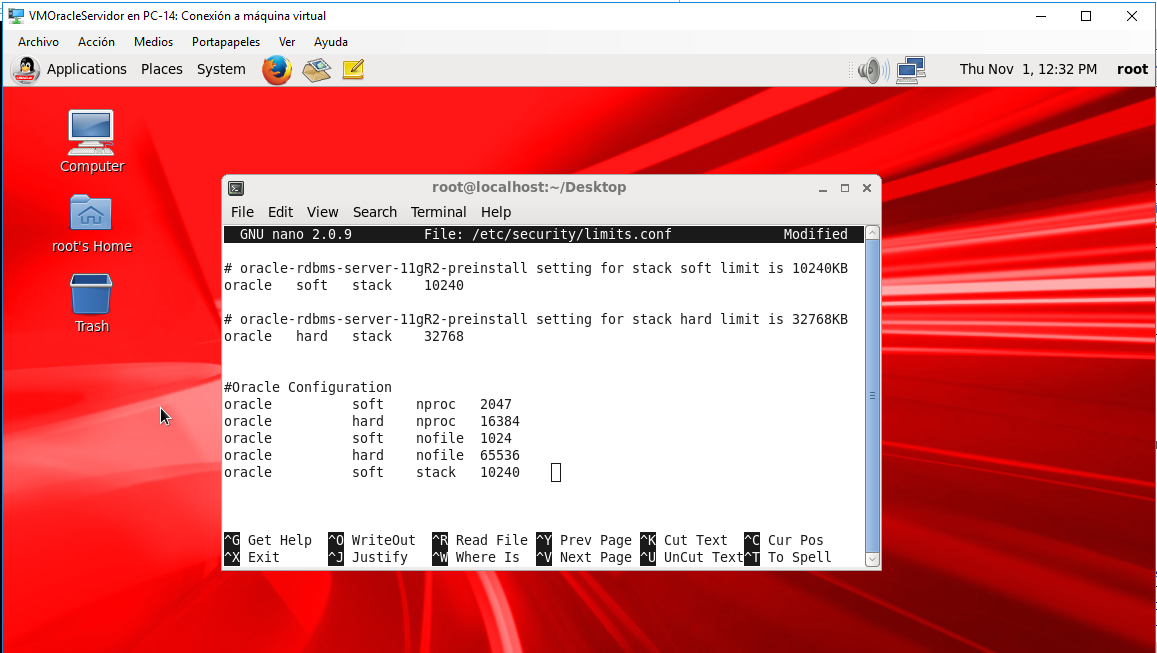 VMOracleServidor en PC-14: Conexión a máquina virtual
Archivo Acción Medios Portapapeles Ver Ayuda
Applications Places System Thu Nov 1, 12:32 PM root
Computer
root's Home
Trash
root@localhost:~/Desktop
File Edit View Search Terminal Help
GNU nano 2.0.9 File: /etc/security/limits.conf Modified
# oracle-rdbms-server-11gR2-preinstall setting for stack soft limit is 10240KB
oracle soft stack 10240
# oracle-rdbms-server-11gR2-preinstall setting for stack hard limit is 32768KB
oracle hard stack 32768
#Oracle Configuration
oracle soft nproc 2047
oracle hard nproc 16384
oracle soft nofile 1024
oracle hard nofile 65536
oracle soft stack 10240
^G Get Help ^O WriteOut ^R Read File ^Y Prev Page ^K Cut Text ^C Cur Pos
^X Exit ^J Justify ^W Where Is ^V Next Page ^U UnCut Text ^T To Spell